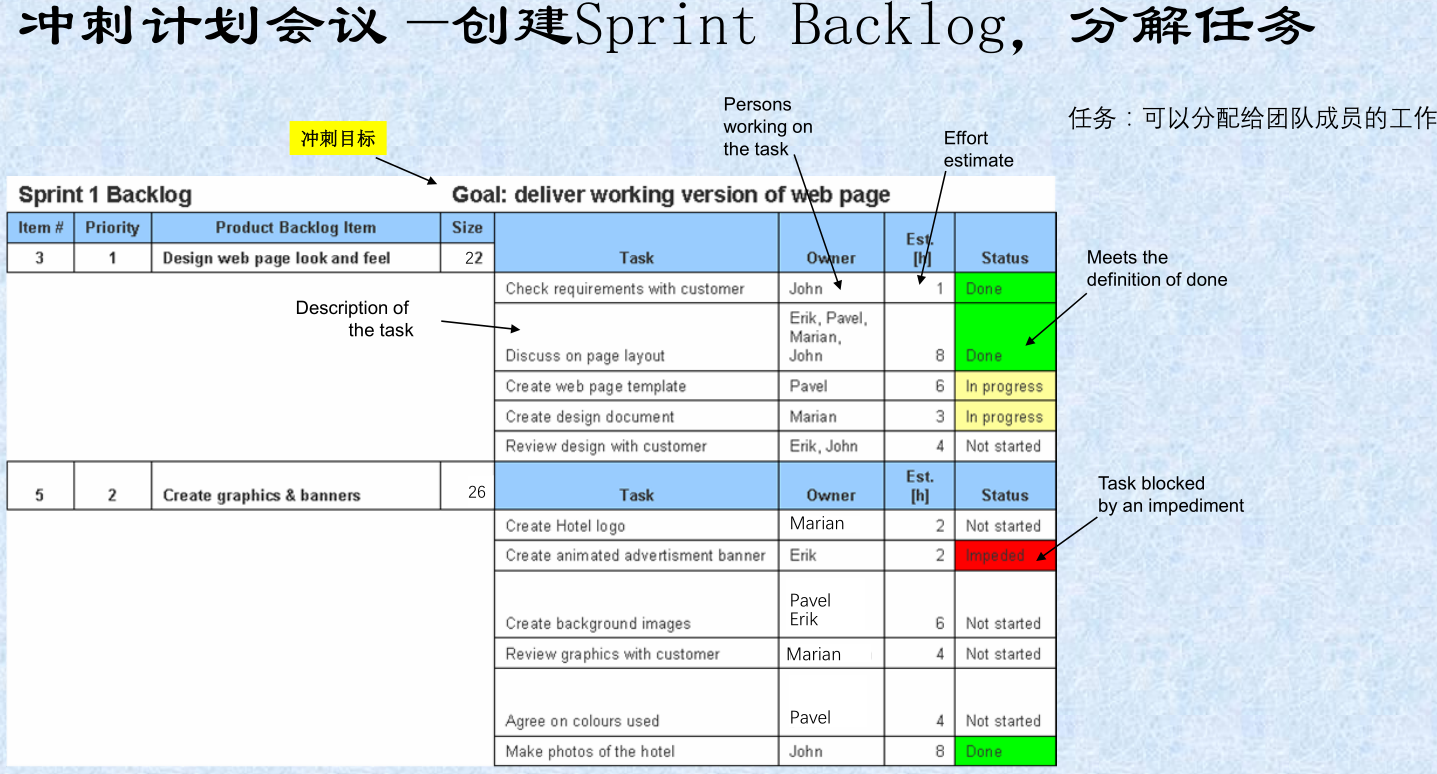 冲刺计划会议 —创建Sprint Backlog，分解任务
任务：可以分配给团队成员的工作
冲刺目标
Persons
working on
the task
Effort
estimate
Sprint 1 Backlog Goal: deliver working version of web page
Item # Priority Product Backlog Item Size Task Owner Est. [h] Status
3 1 Design web page look and feel 22
Check requirements with customer John 1 Done
Discuss on page layout Erik, Pavel, Marian, John 8 Done
Create web page template Pavel 6 In progress
Create design document Marian 3 In progress
Review design with customer Erik, John 4 Not started
Description of
the task
Meets the
definition of done
5 2 Create graphics & banners 26 Task Owner Est. [h] Status
Create Hotel logo Marian 2 Not started
Create animated advertisment banner Erik 2 Impeded
Create background images Pavel Erik 6 Not started
Review graphics with customer Marian 4 Not started
Agree on colours used Pavel 4 Not started
Make photos of the hotel John 8 Done
Task blocked
by an impediment